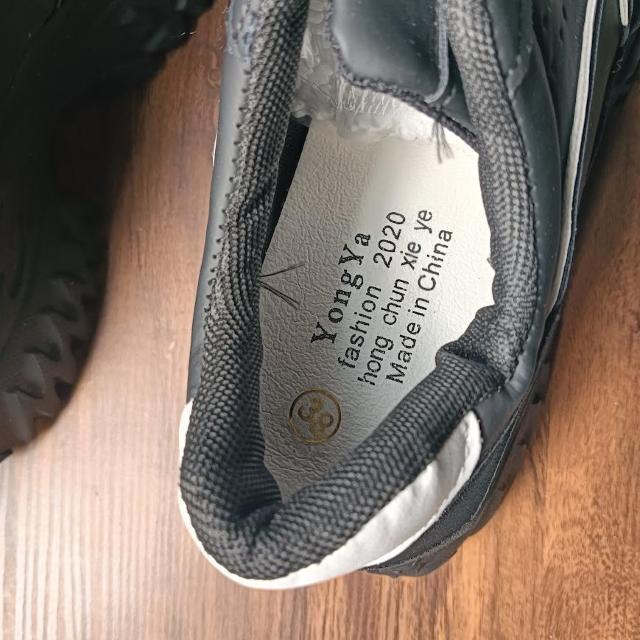 YongYa
fashion 2020
hong chun xie ye
Made in China
38